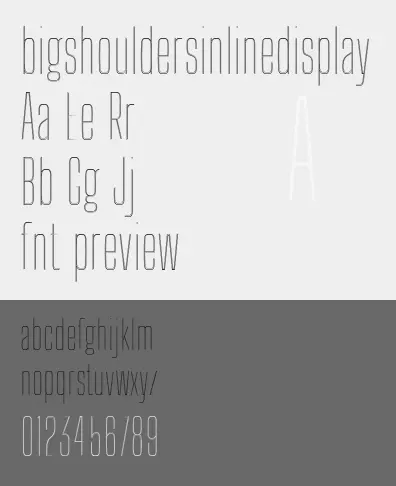 bigshouldersinlinedisplay
Aa Ee Rr
A
Bb Cg Jj
fnt preview
abcdefghijklm
nopqrstuvwxyz
0123456789